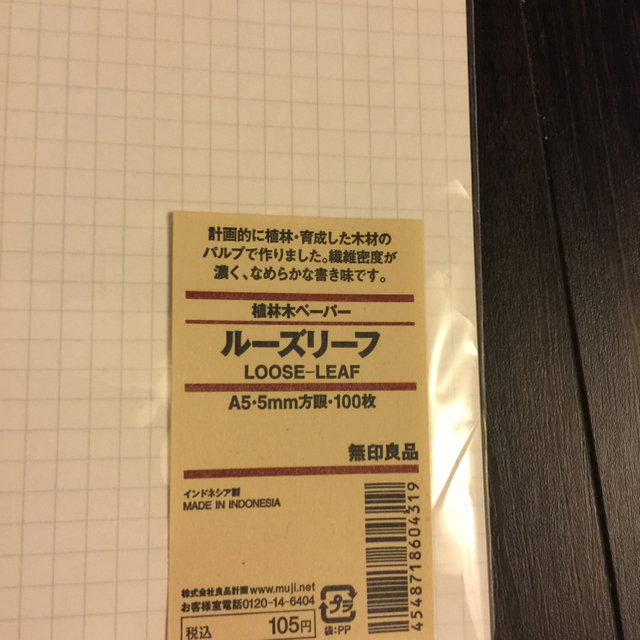 計画的に植林・育成した木材の
パルプで作りました。繊維密度が
濃く、なめらかな書き味です。
植林木ペーパー
ルーズリーフ
LOOSE-LEAF
A5・5mm方眼・100枚
無印良品
インドネシア製
MADE IN INDONESIA
4548718604319
株式会社良品計画 www.muji.net
お客様室電話0120-14-6404
プラ
袋:PP
税込 105円